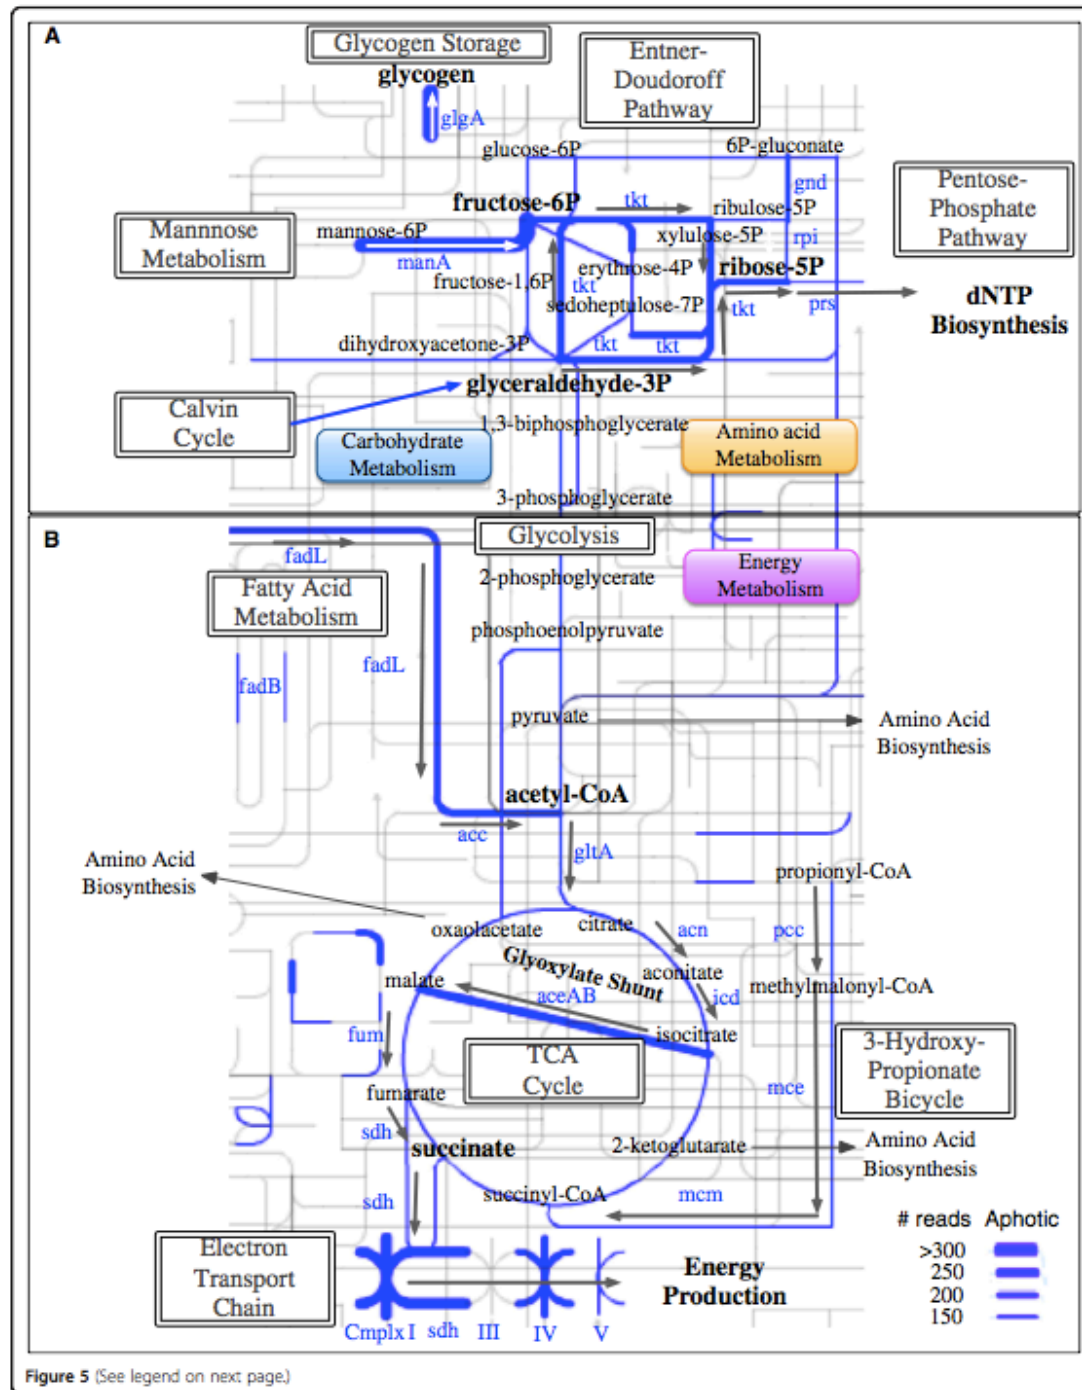 A
Glycogen Storage
glycogen
glgA
Entner-
Doudoroff
Pathway
glucose-6P
6P-gluconate
gnd
Pentose-
Phosphate
Pathway
fructose-6P
tkt
ribulose-5P
Mannnose
Metabolism
mannose-6P
manA
xylulose-5P
rpi
erythrose-4P
ribose-5P
fructose-1,6P
tkt
sedoheptulose-7P
tkt
prs
dNTP
Biosynthesis
dihydroxyacetone-3P
tkt
tkt
glyceraldehyde-3P
Calvin
Cycle
1,3-biphosphoglycerate
Carbohydrate
Metabolism
Amino acid
Metabolism
3-phosphoglycerate
B
Glycolysis
fadL
2-phosphoglycerate
Energy
Metabolism
Fatty Acid
Metabolism
phosphoenolpyruvate
fadL
fadB
pyruvate
Amino Acid
Biosynthesis
acetyl-CoA
acc
gltA
Amino Acid
Biosynthesis
propionyl-CoA
oxaolacetate
citrate
acn
pcc
Glyoxylate Shunt
aconitate
malate
aceAB
icd
methylmalonyl-CoA
fum
isocitrate
TCA
Cycle
3-Hydroxy-
Propionate
Bicycle
mce
fumarate
sdh
succinate
2-ketoglutarate
Amino Acid
Biosynthesis
sdh
succinyl-CoA
mcm
# reads Aphotic
>300
250
200
150
Electron
Transport
Chain
Energy
Production
Cmplx I
sdh
III
IV
V
Figure 5 (See legend on next page.)